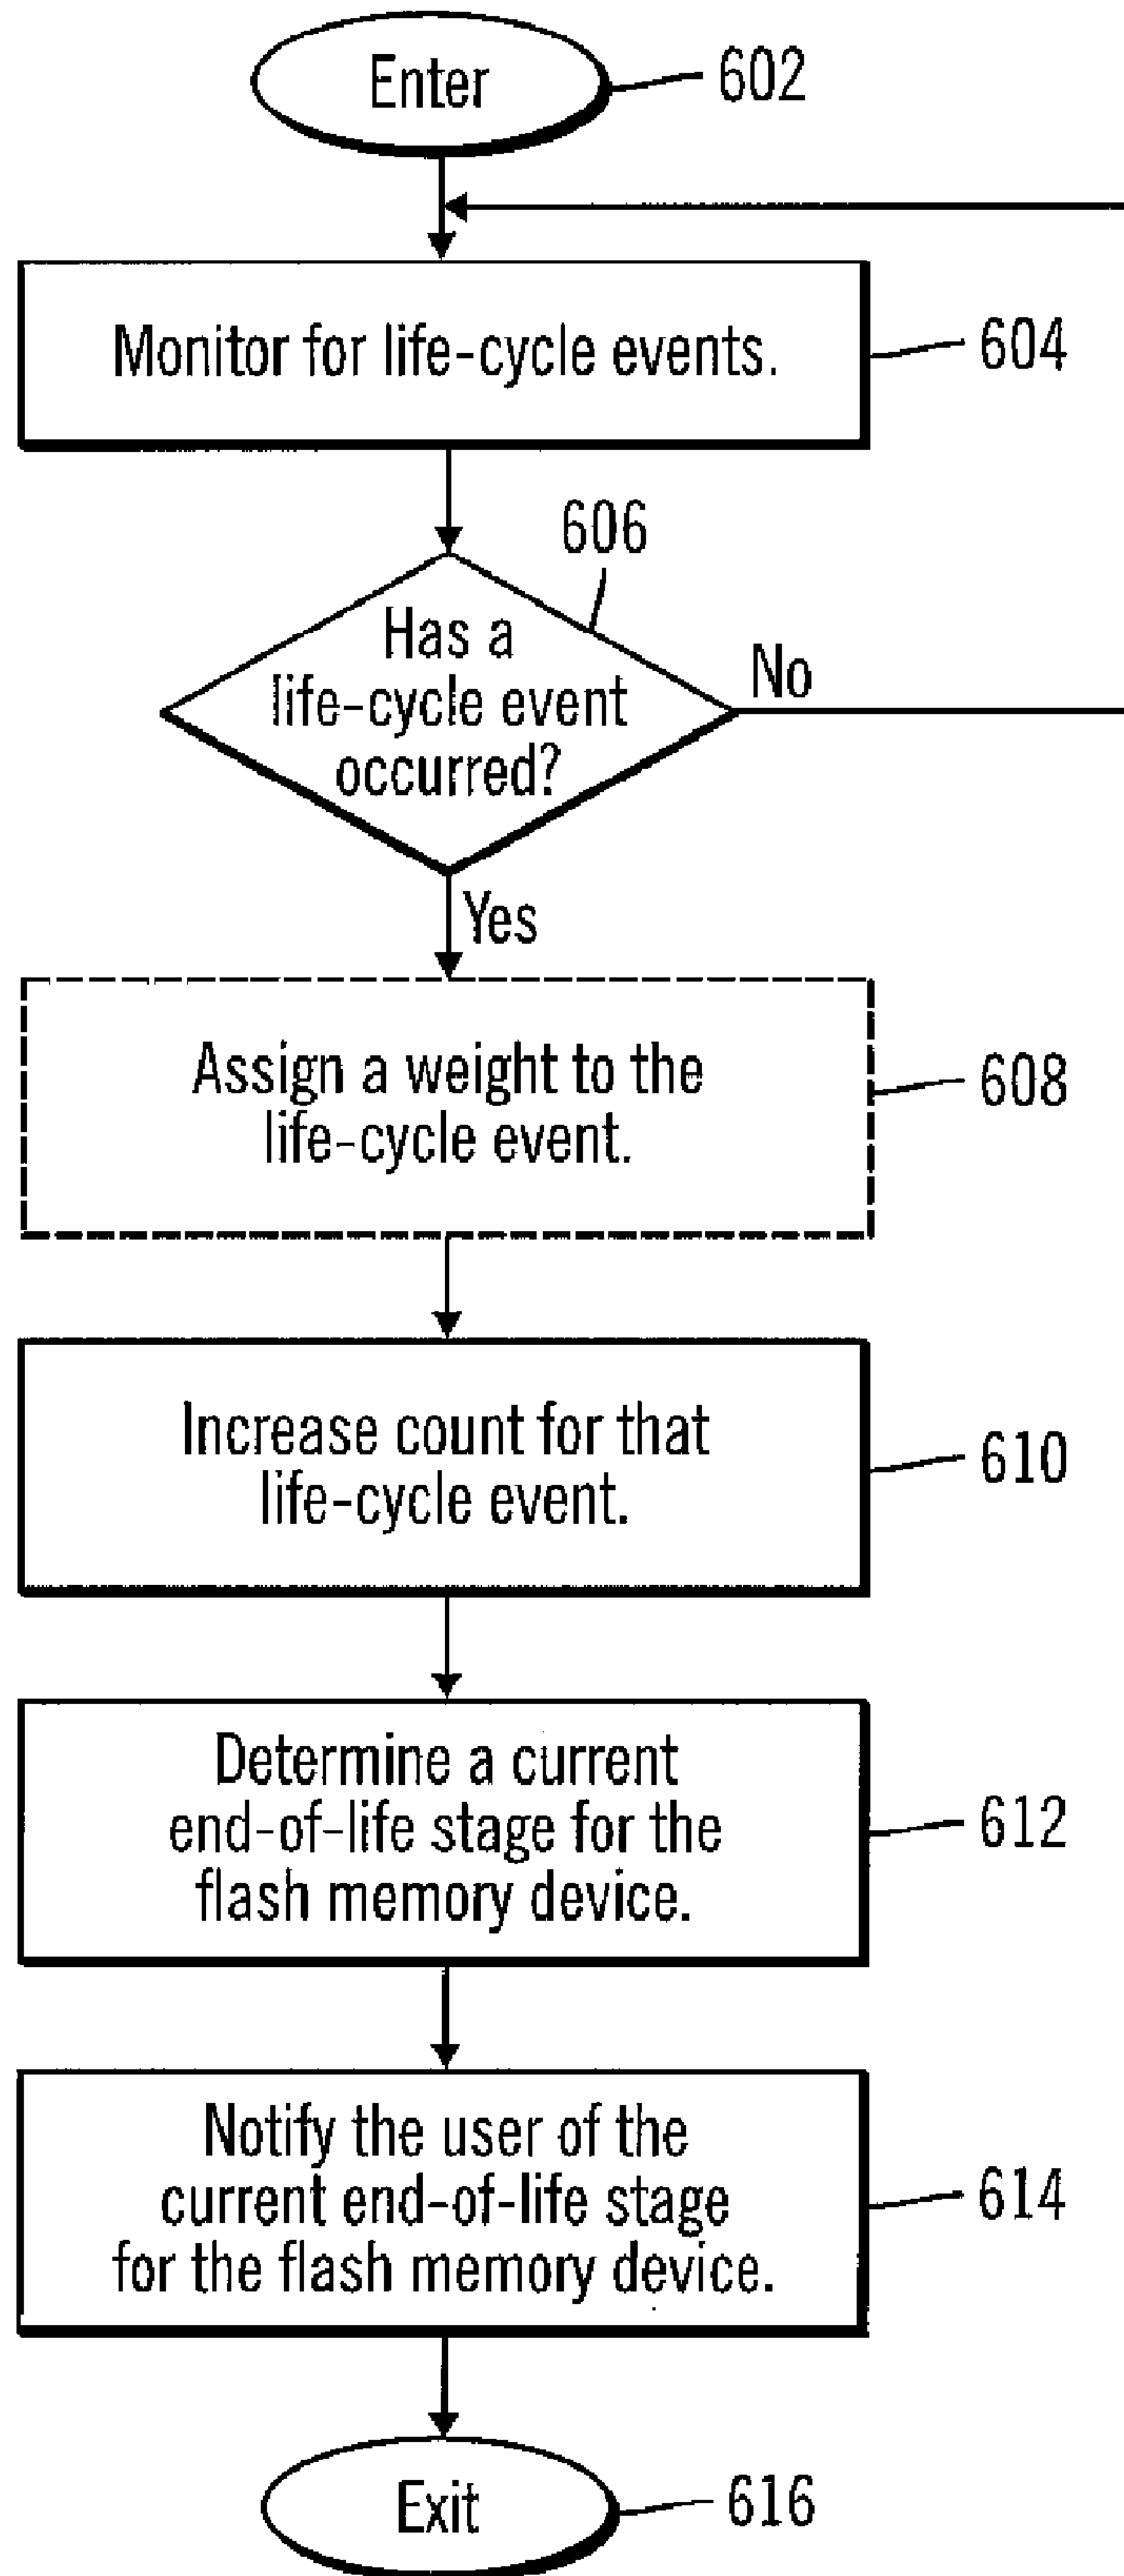 Enter
602
Monitor for life-cycle events.
604
606
Has a
life-cycle event
occurred?
No
Yes
Assign a weight to the
life-cycle event.
608
Increase count for that
life-cycle event.
610
Determine a current
end-of-life stage for the
flash memory device.
612
Notify the user of the
current end-of-life stage
for the flash memory device.
614
Exit
616